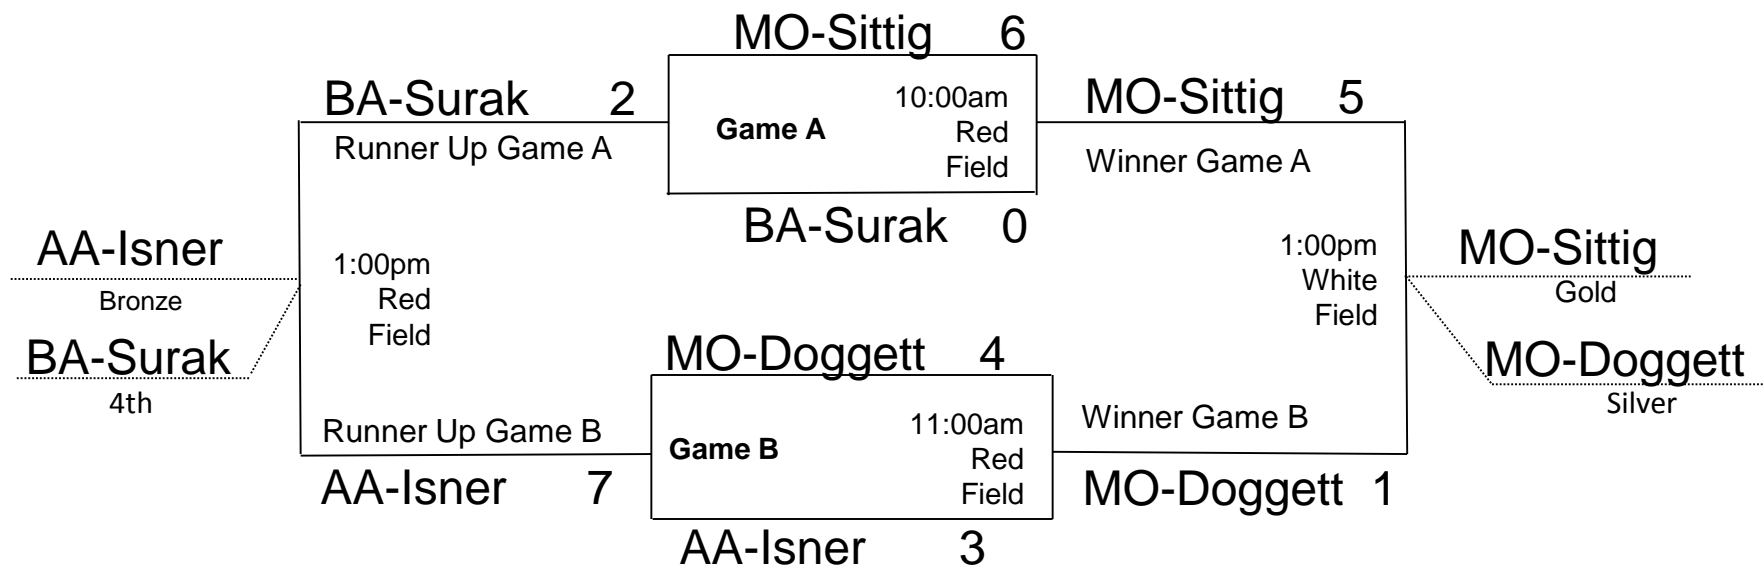 MO-Sittig 6
BA-Surak 2
Runner Up Game A
Game A
10:00am
Red
Field
MO-Sittig 5
Winner Game A
BA-Surak 0
AA-Isner
Bronze
BA-Surak
4th
1:00pm
Red
Field
1:00pm
White
Field
MO-Sittig
Gold
MO-Doggett
Silver
MO-Doggett 4
Runner Up Game B
AA-Isner 7
Game B
11:00am
Red
Field
Winner Game B
MO-Doggett 1
AA-Isner 3